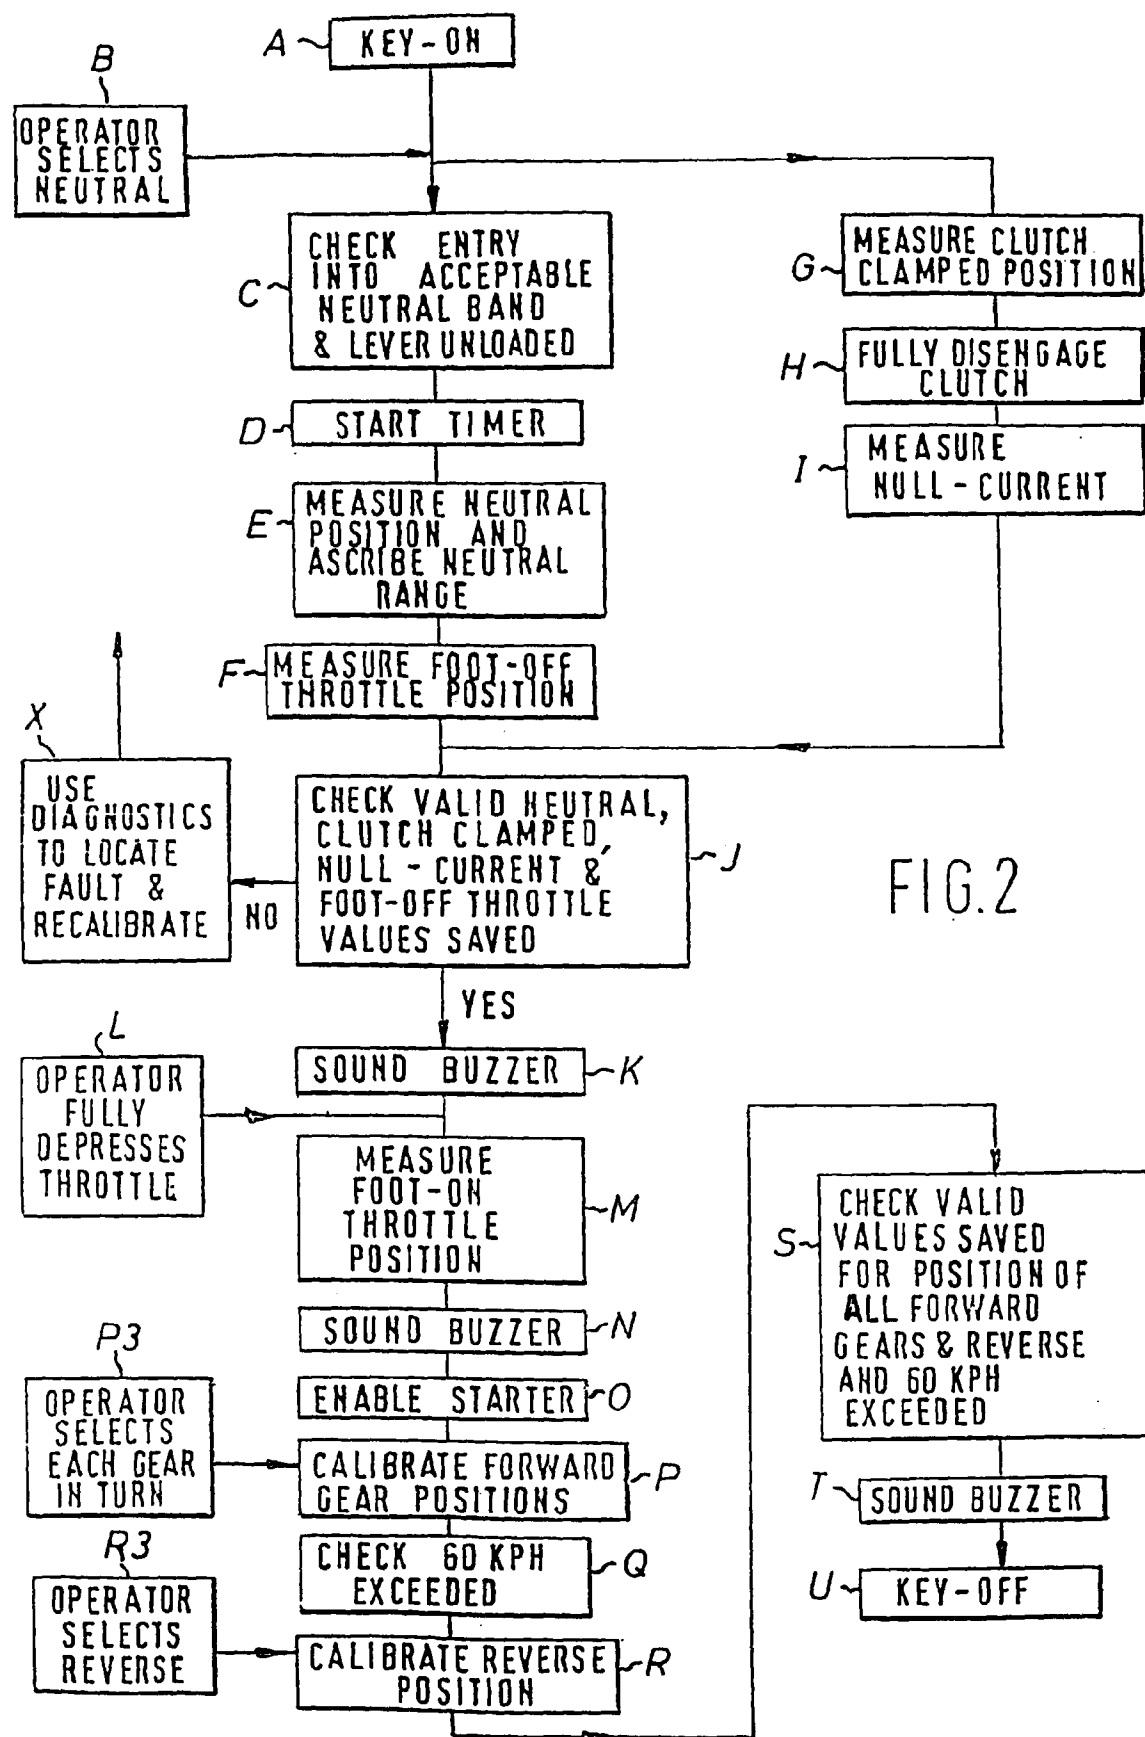 A
KEY-ON
B
OPERATOR
SELECTS
NEUTRAL
C
CHECK ENTRY
INTO ACCEPTABLE
NEUTRAL BAND
& LEVER UNLOADED
G
MEASURE CLUTCH
CLAMPED POSITION
H
FULLY DISENGAGE
CLUTCH
D
START TIMER
I
MEASURE
NULL-CURRENT
E
MEASURE NEUTRAL
POSITION AND
ASCRIBE NEUTRAL
RANGE
F
MEASURE FOOT-OFF
THROTTLE POSITION
X
USE
DIAGNOSTICS
TO LOCATE
FAULT &
RECALIBRATE
NO
CHECK VALID NEUTRAL,
CLUTCH CLAMPED,
NULL-CURRENT &
FOOT-OFF THROTTLE
VALUES SAVED
J
FIG.2
YES
SOUND BUZZER
K
L
OPERATOR
FULLY
DEPRESSES
THROTTLE
MEASURE
FOOT-ON
THROTTLE
POSITION
M
SOUND BUZZER
N
ENABLE STARTER
O
P3
OPERATOR
SELECTS
EACH GEAR
IN TURN
CALIBRATE FORWARD
GEAR POSITIONS
P
CHECK 60 KPH
EXCEEDED
Q
R3
OPERATOR
SELECTS
REVERSE
CALIBRATE REVERSE
POSITION
R
S
CHECK VALID
VALUES SAVED
FOR POSITION OF
ALL FORWARD
GEARS & REVERSE
AND 60 KPH
EXCEEDED
T
SOUND BUZZER
U
KEY-OFF